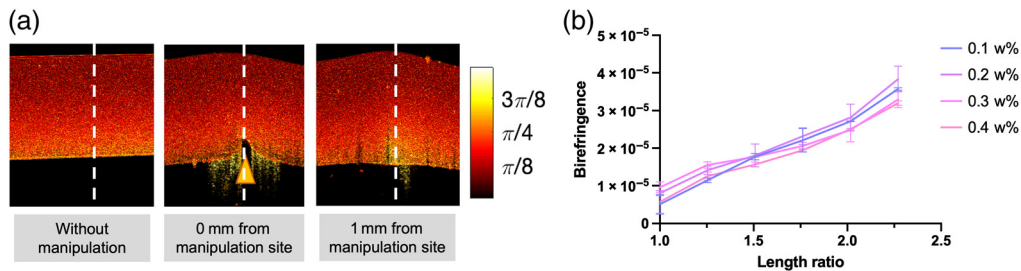 (a)
3π/8
π/4
π/8
Without
manipulation
0 mm from
manipulation site
1 mm from
manipulation site
(b)
Birefringence
5 × 10⁻⁵
4 × 10⁻⁵
3 × 10⁻⁵
2 × 10⁻⁵
1 × 10⁻⁵
0
1.0 1.5 2.0 2.5
Length ratio
0.1 w%
0.2 w%
0.3 w%
0.4 w%